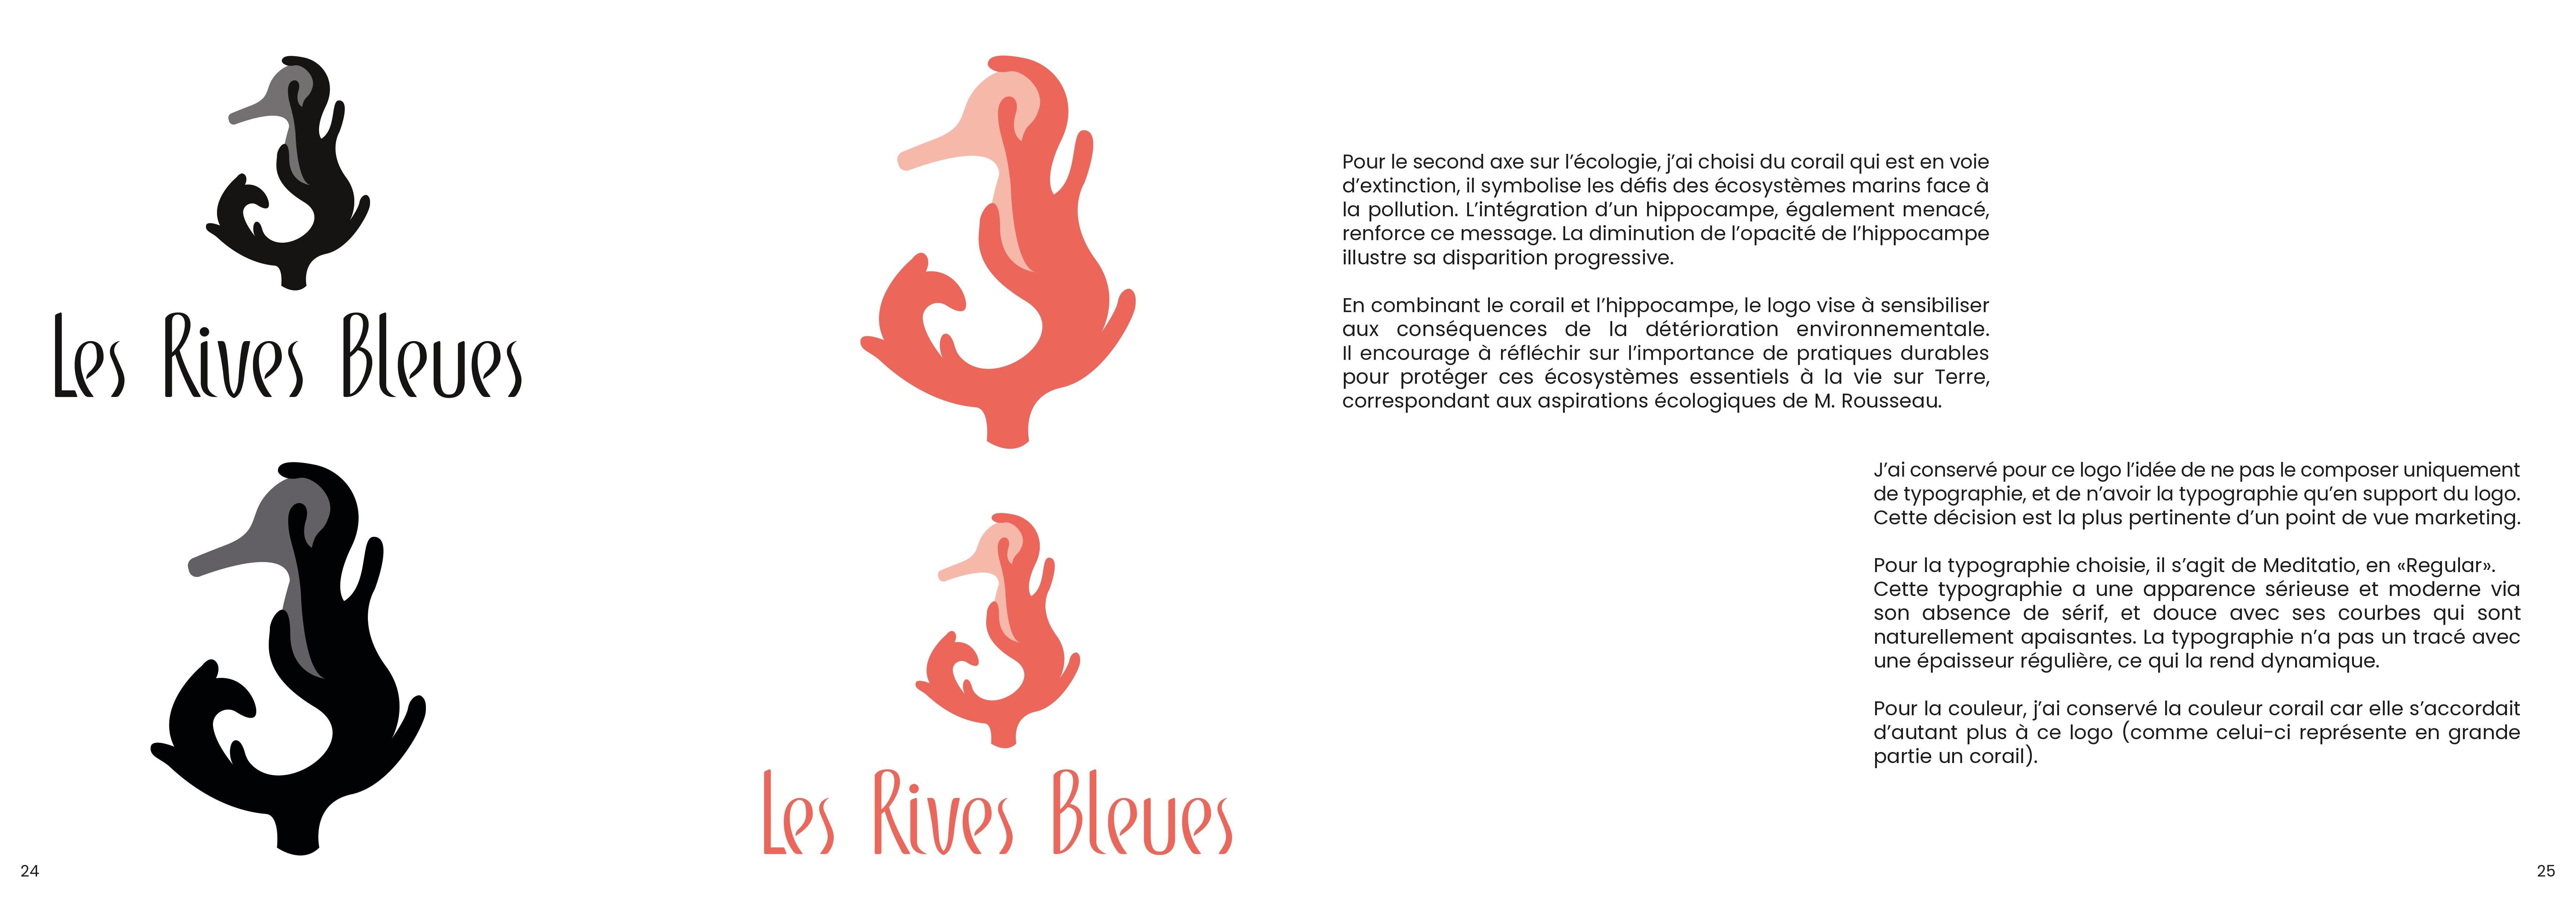 Les Rives Bleues
24
Les Rives Bleues
Pour le second axe sur l’écologie, j’ai choisi du corail qui est en voie
d’extinction, il symbolise les défis des écosystèmes marins face à
la pollution. L’intégration d’un hippocampe, également menacé,
renforce ce message. La diminution de l’opacité de l’hippocampe
illustre sa disparition progressive.
En combinant le corail et l’hippocampe, le logo vise à sensibiliser
aux conséquences de la détérioration environnementale.
Il encourage à réfléchir sur l’importance de pratiques durables
pour protéger ces écosystèmes essentiels à la vie sur Terre,
correspondant aux aspirations écologiques de M. Rousseau.
J’ai conservé pour ce logo l’idée de ne pas le composer uniquement
de typographie, et de n’avoir la typographie qu’en support du logo.
Cette décision est la plus pertinente d’un point de vue marketing.
Pour la typographie choisie, il s’agit de Meditatio, en «Regular».
Cette typographie a une apparence sérieuse et moderne via
son absence de sérif, et douce avec ses courbes qui sont
naturellement apaisantes. La typographie n’a pas un tracé avec
une épaisseur régulière, ce qui la rend dynamique.
Pour la couleur, j’ai conservé la couleur corail car elle s’accordait
d’autant plus à ce logo (comme celui-ci représente en grande
partie un corail).
25